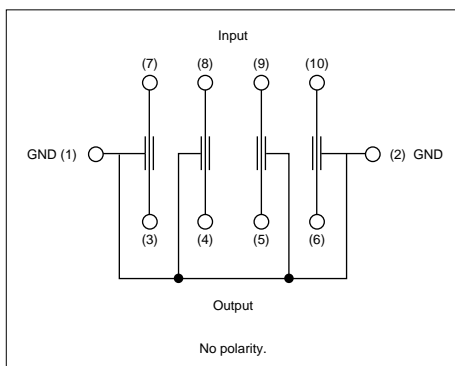 Input
(7) (8) (9) (10)
GND (1) (2) GND
(3) (4) (5) (6)
Output
No polarity.